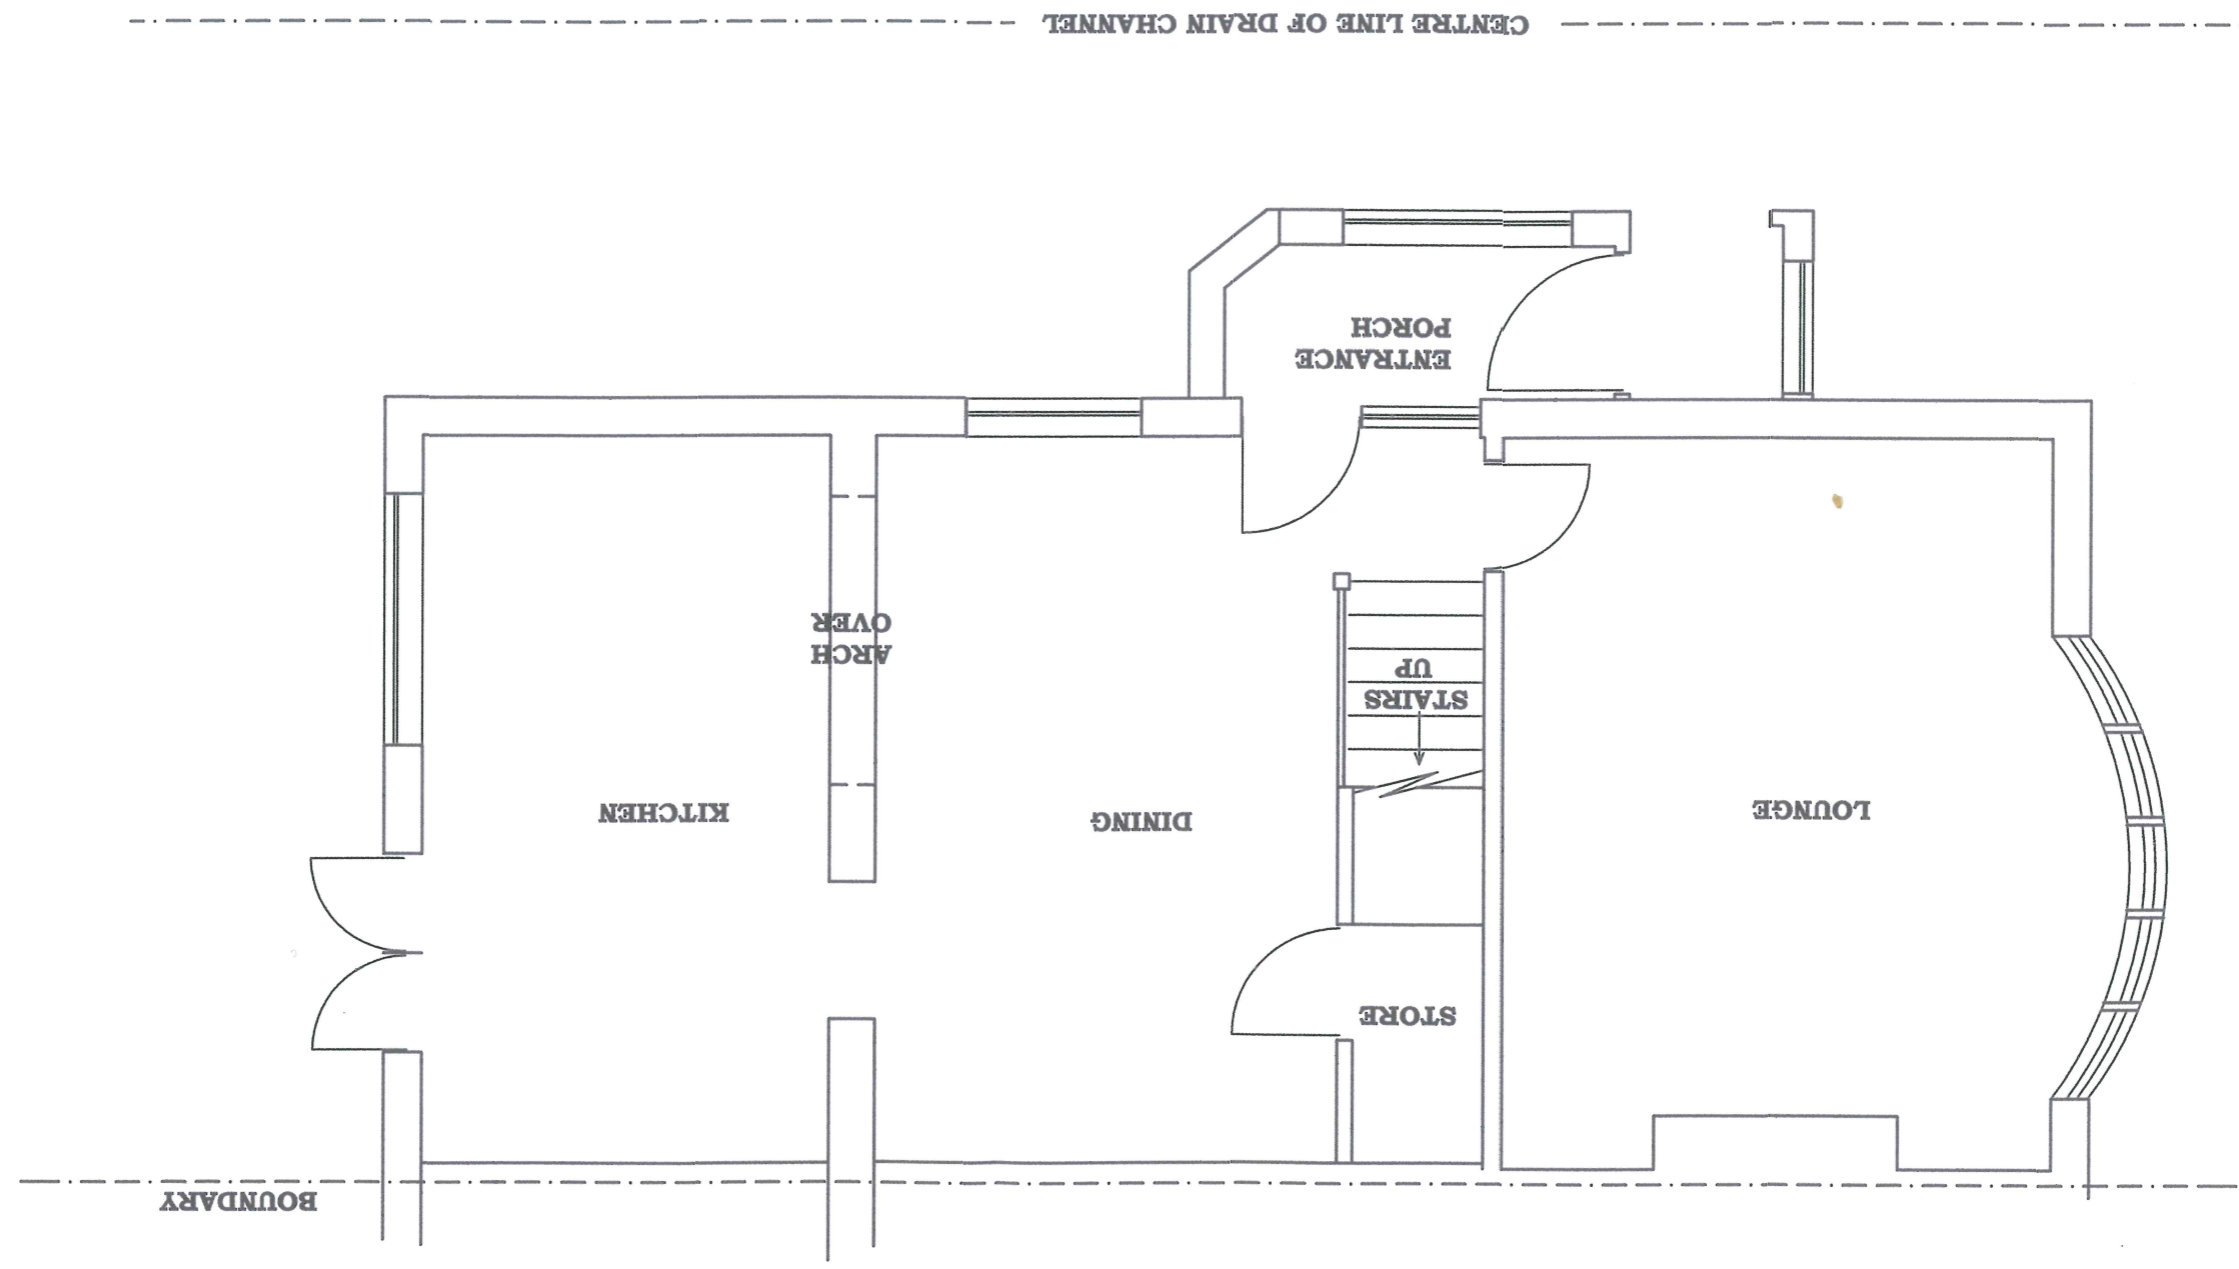 BOUNDARY
STORE
LOUNGE
DINING
KITCHEN
STAIRS
UP
ARCH
OVER
ENTRANCE
PORCH
CENTRE LINE OF DRAIN CHANNEL